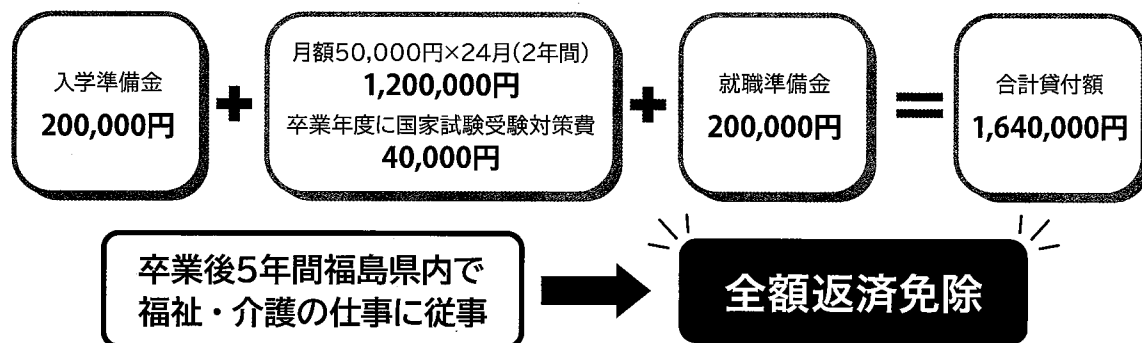 入学準備金
200,000円
+
月額50,000円×24月(2年間)
1,200,000円
卒業年度に国家試験受験対策費
40,000円
+
就職準備金
200,000円
=
合計貸付額
1,640,000円
卒業後5年間福島県内で
福祉・介護の仕事に従事
全額返済免除